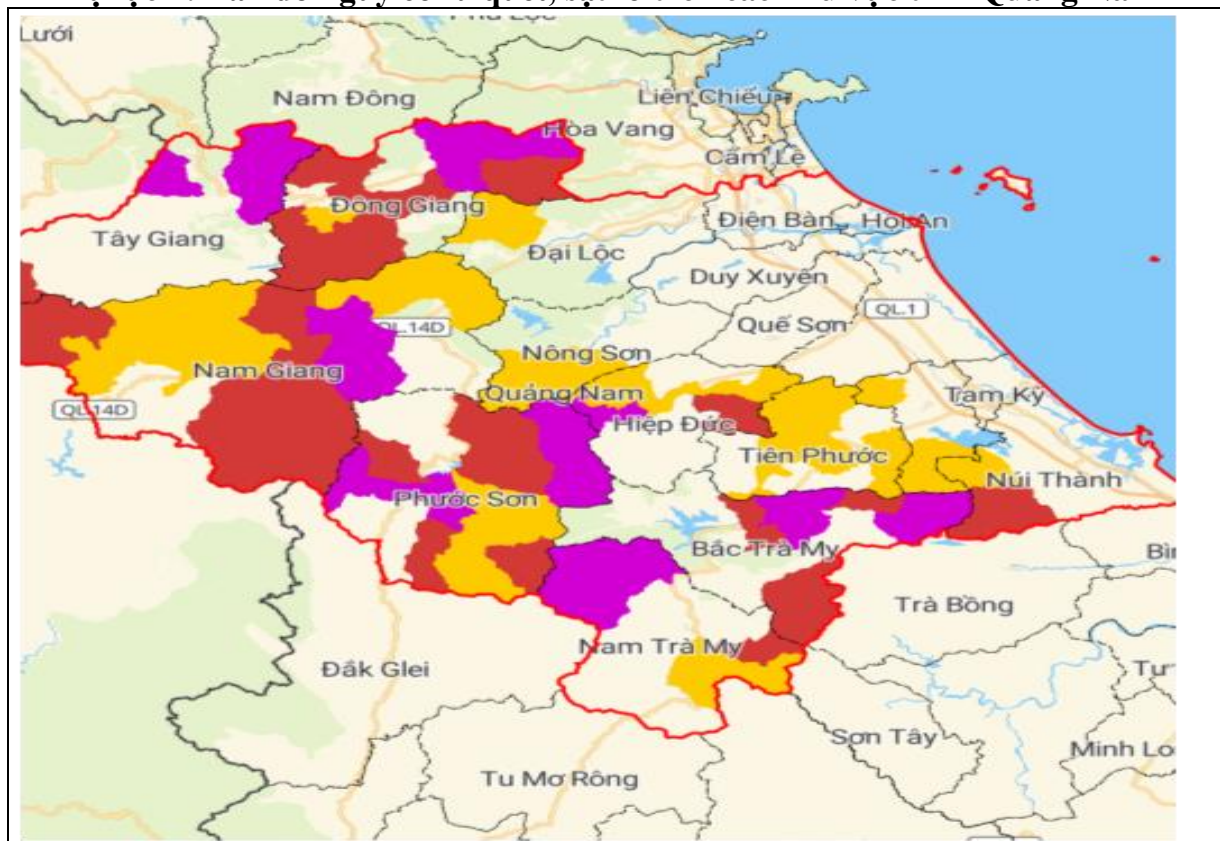 Lưới
Nam Đông
Liên Chiểu
Hòa Vang
Cẩm Lệ
Đông Giang
Điện Bàn
Hội An
Tây Giang
Đại Lộc
Duy Xuyên
QL.1
QL.14D
Quế Sơn
Nông Sơn
Nam Giang
Quảng Nam
Tam Kỳ
QL.14D
Hiệp Đức
Tiên Phước
Núi Thành
Phước Sơn
Bắc Trà My
Trà Bồng
Nam Trà My
Đắk Glei
Sơn Tây
Minh Lo
Tu Mơ Rông